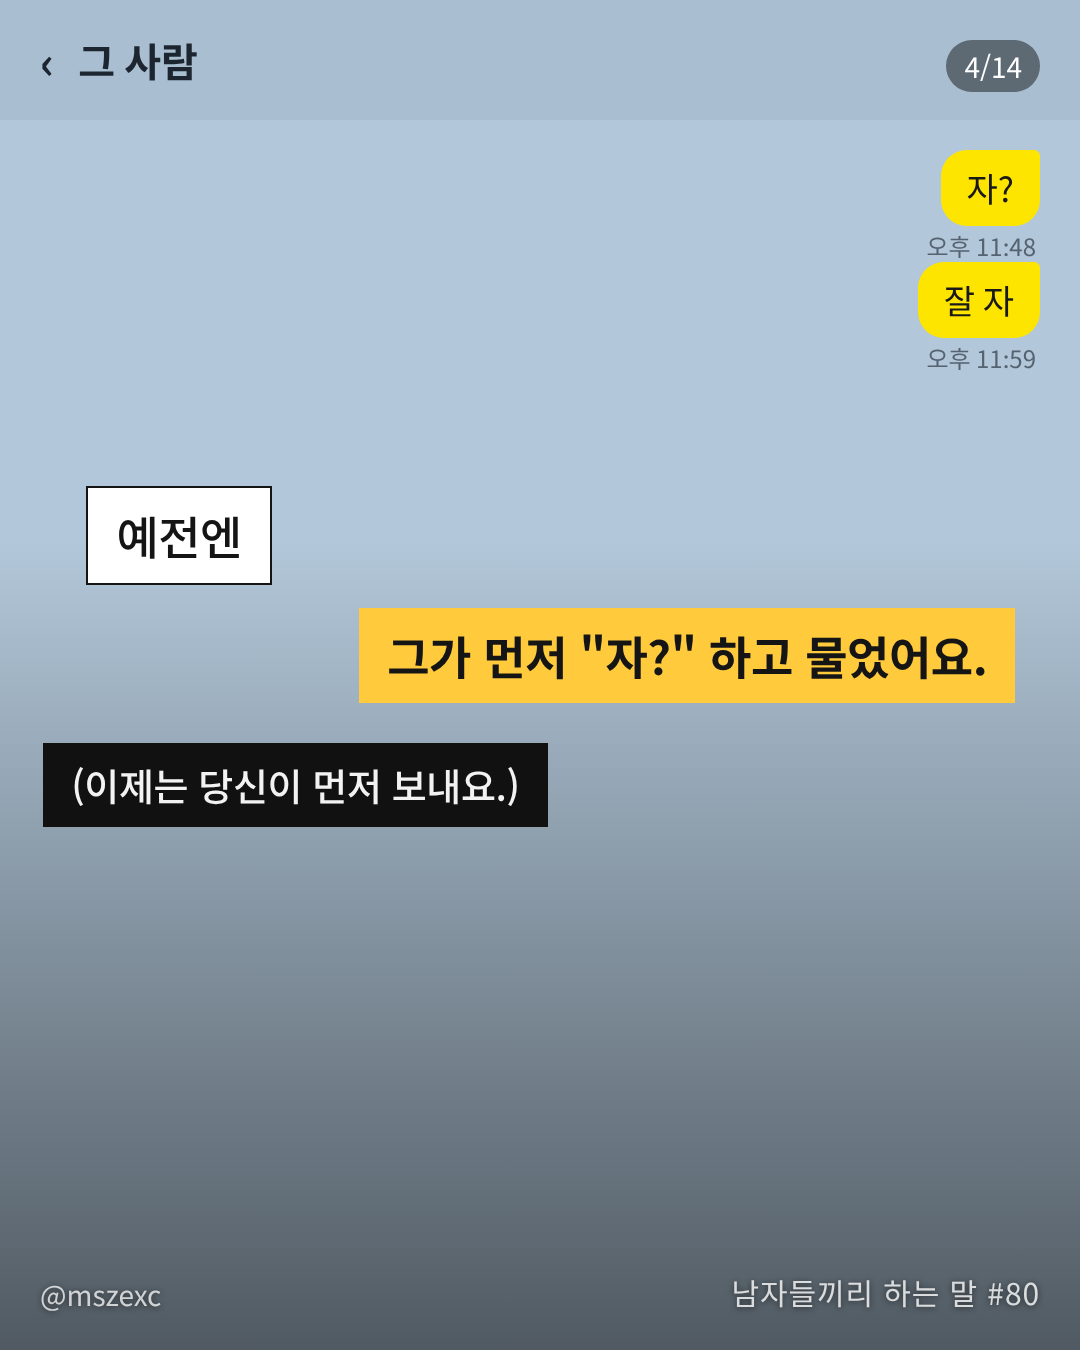 ‹ 그 사람
4/14
자?
오후 11:48
잘 자
오후 11:59
예전엔
그가 먼저 "자?" 하고 물었어요.
(이제는 당신이 먼저 보내요.)
@mszexc
남자들끼리 하는 말 #80